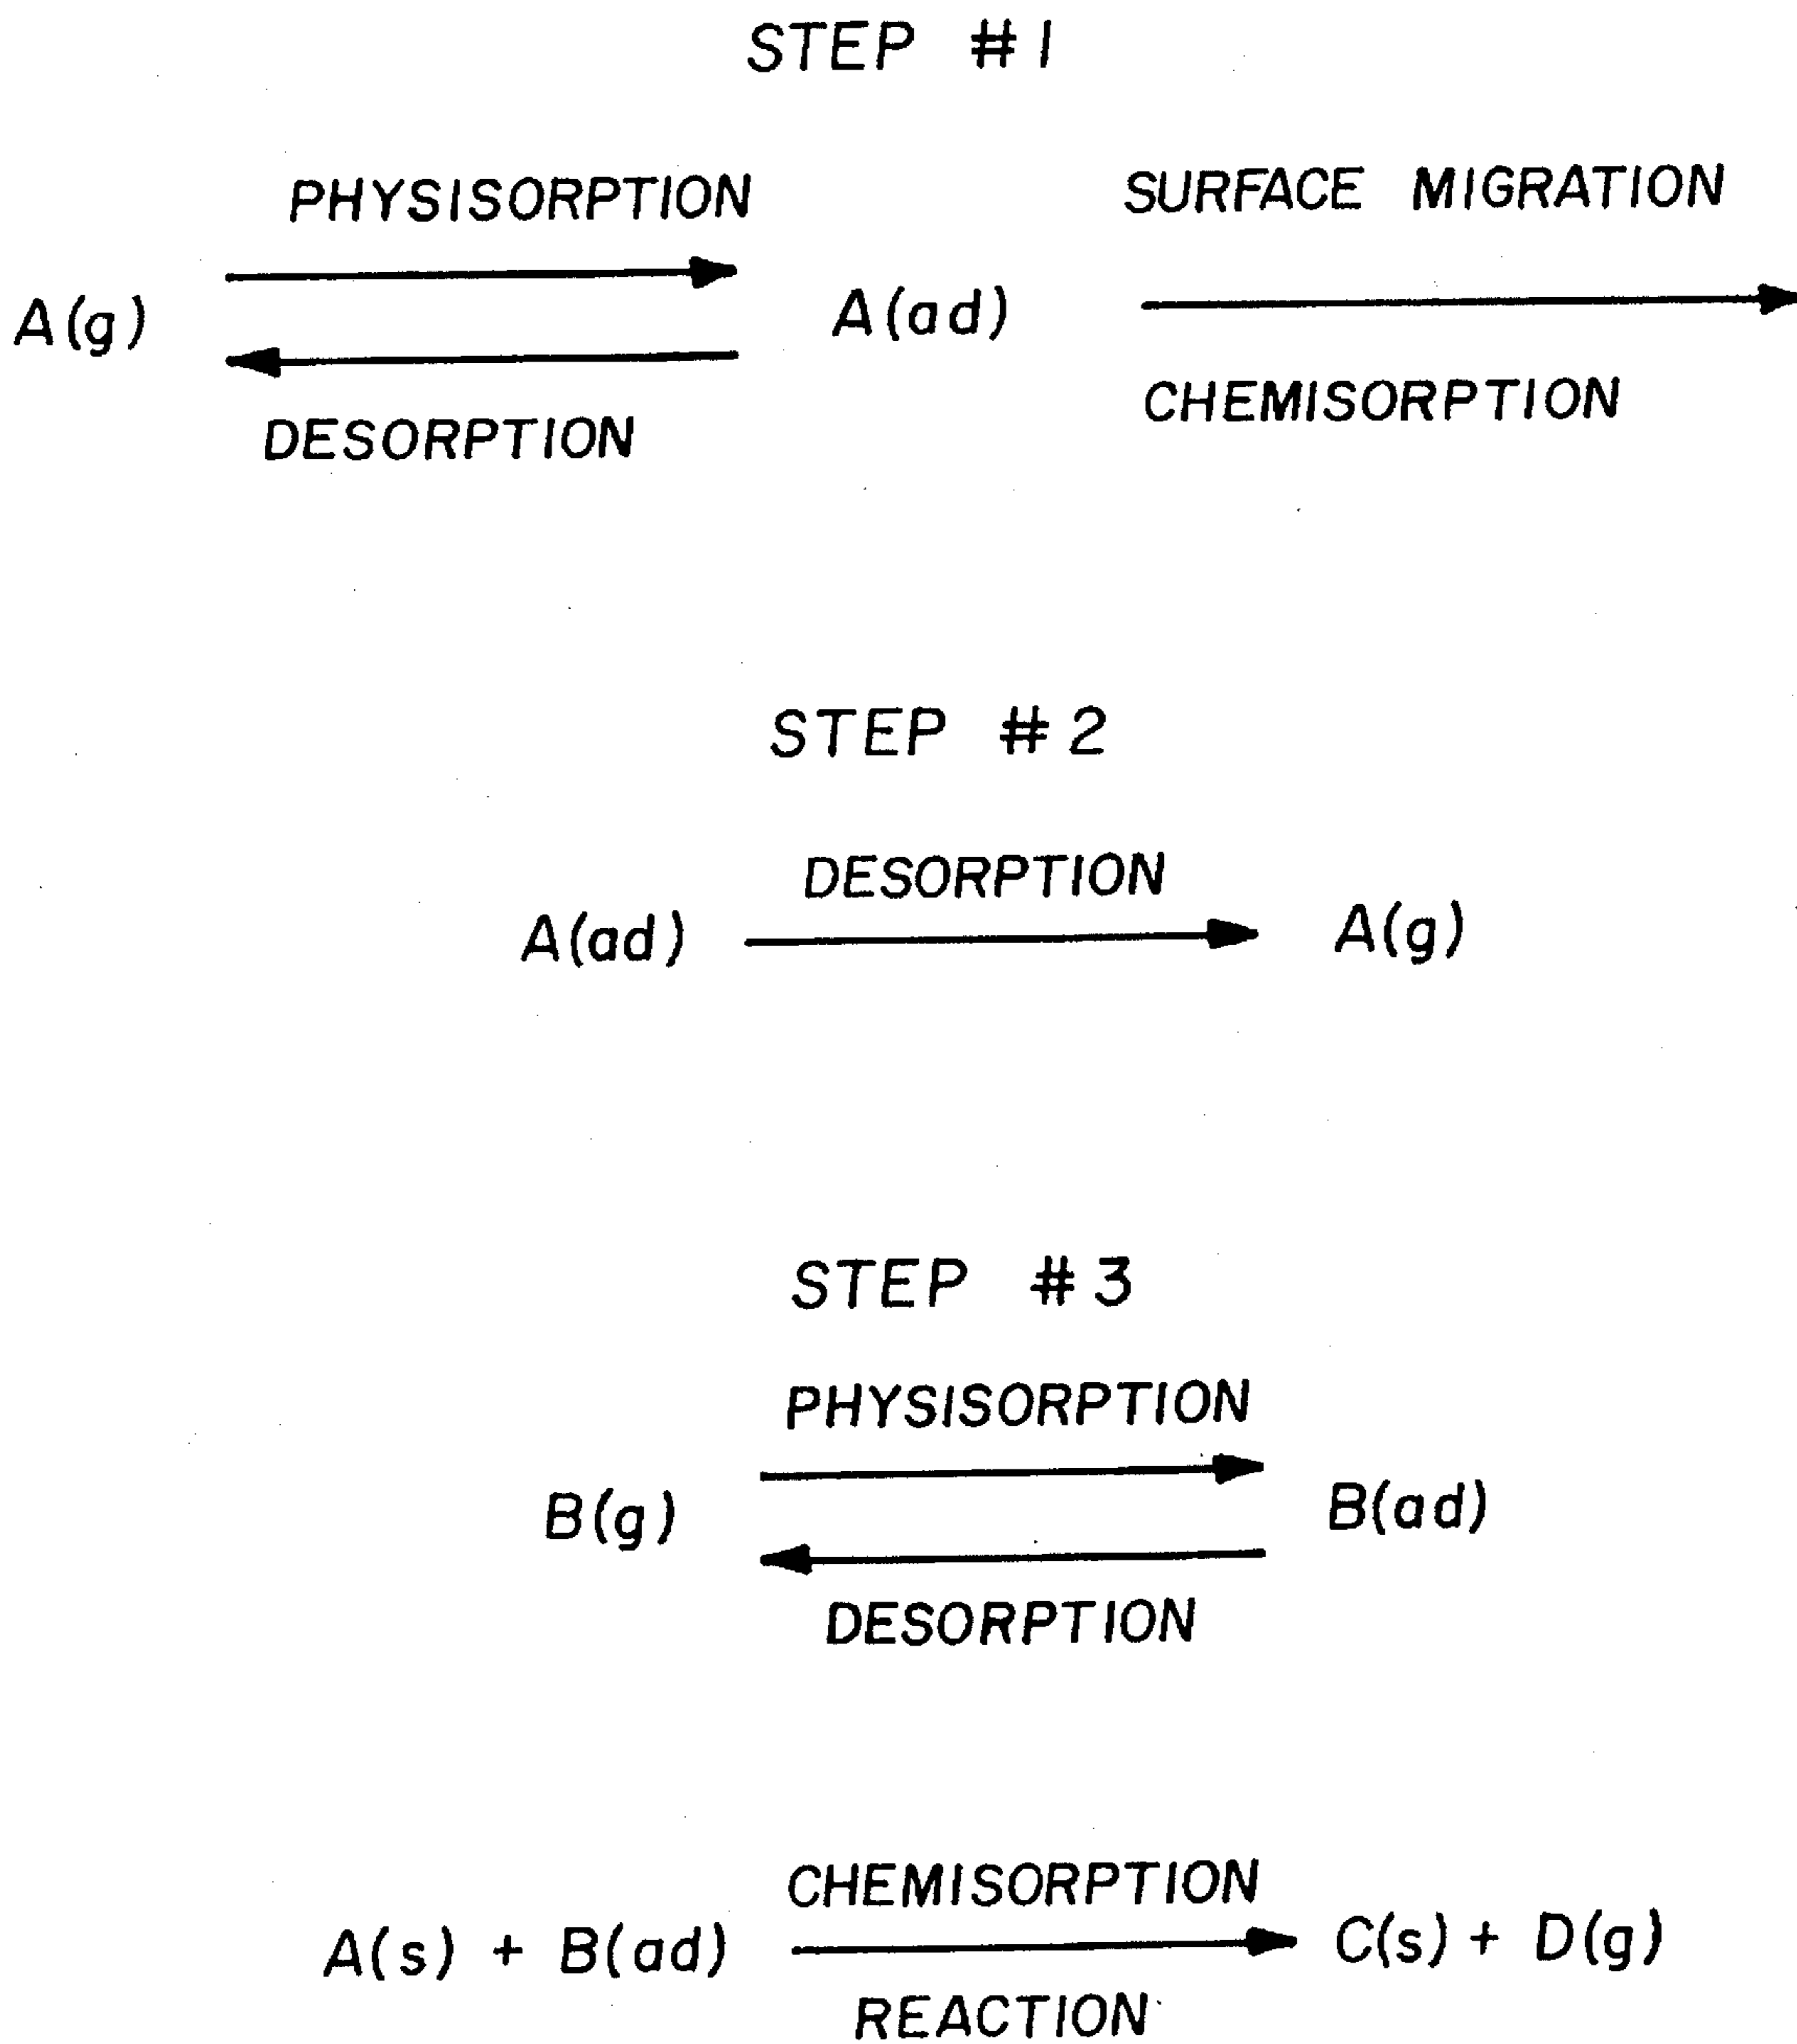 STEP #1
PHYSISORPTION SURFACE MIGRATION
A(g) A(ad)
DESORPTION CHEMISORPTION
STEP #2
DESORPTION
A(ad) A(g)
STEP #3
PHYSISORPTION
B(g) B(ad)
DESORPTION
CHEMISORPTION
A(s) + B(ad) C(s) + D(g)
REACTION